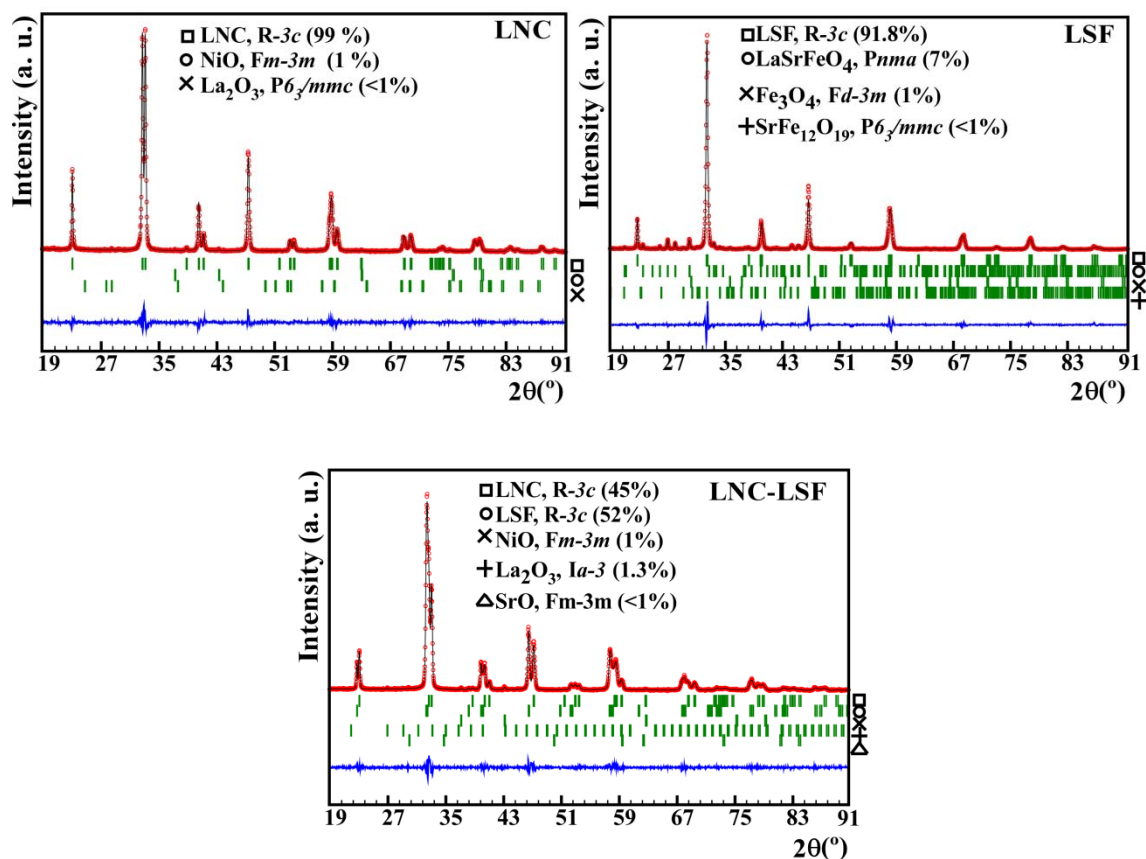 LNC
LNC, R-3c (99 %)
NiO, Fm-3m (1 %)
La2O3, P63/mmc (<1%)
Intensity (a. u.)
19 27 35 43 51 59 67 75 83 91
2θ(º)
LSF
LSF, R-3c (91.8%)
LaSrFeO4, Pnma (7%)
Fe3O4, Fd-3m (1%)
SrFe12O19, P63/mmc (<1%)
Intensity (a. u.)
19 27 35 43 51 59 67 75 83 91
2θ(º)
LNC-LSF
LNC, R-3c (45%)
LSF, R-3c (52%)
NiO, Fm-3m (1%)
La2O3, Ia-3 (1.3%)
SrO, Fm-3m (<1%)
Intensity (a. u.)
19 27 35 43 51 59 67 75 83 91
2θ(º)